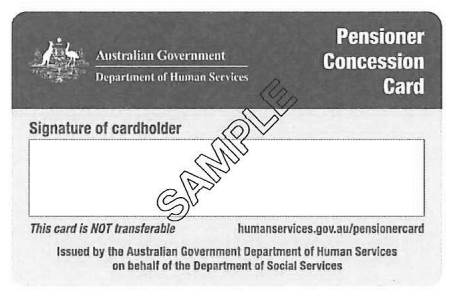 Australian Government
Department of Human Services
Pensioner
Concession
Card
Signature of cardholder
SAMPLE
This card is NOT transferable
humanservices.gov.au/pensionercard
Issued by the Australian Government Department of Human Services
on behalf of the Department of Social Services